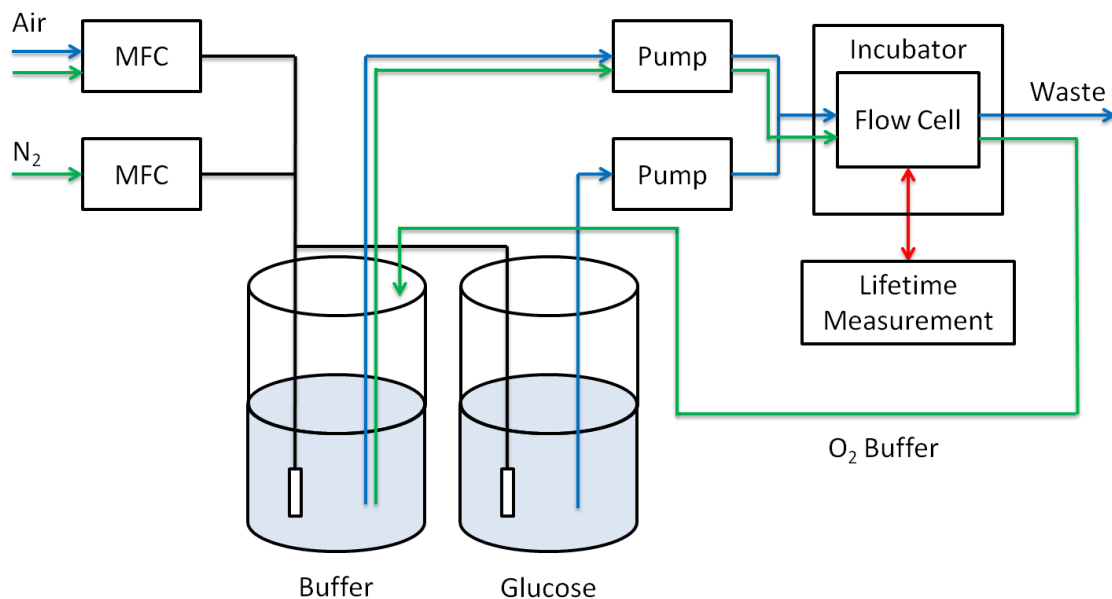 Air
MFC
Pump
Incubator
Flow Cell
Waste
N₂
MFC
Pump
Lifetime
Measurement
O₂ Buffer
Buffer
Glucose